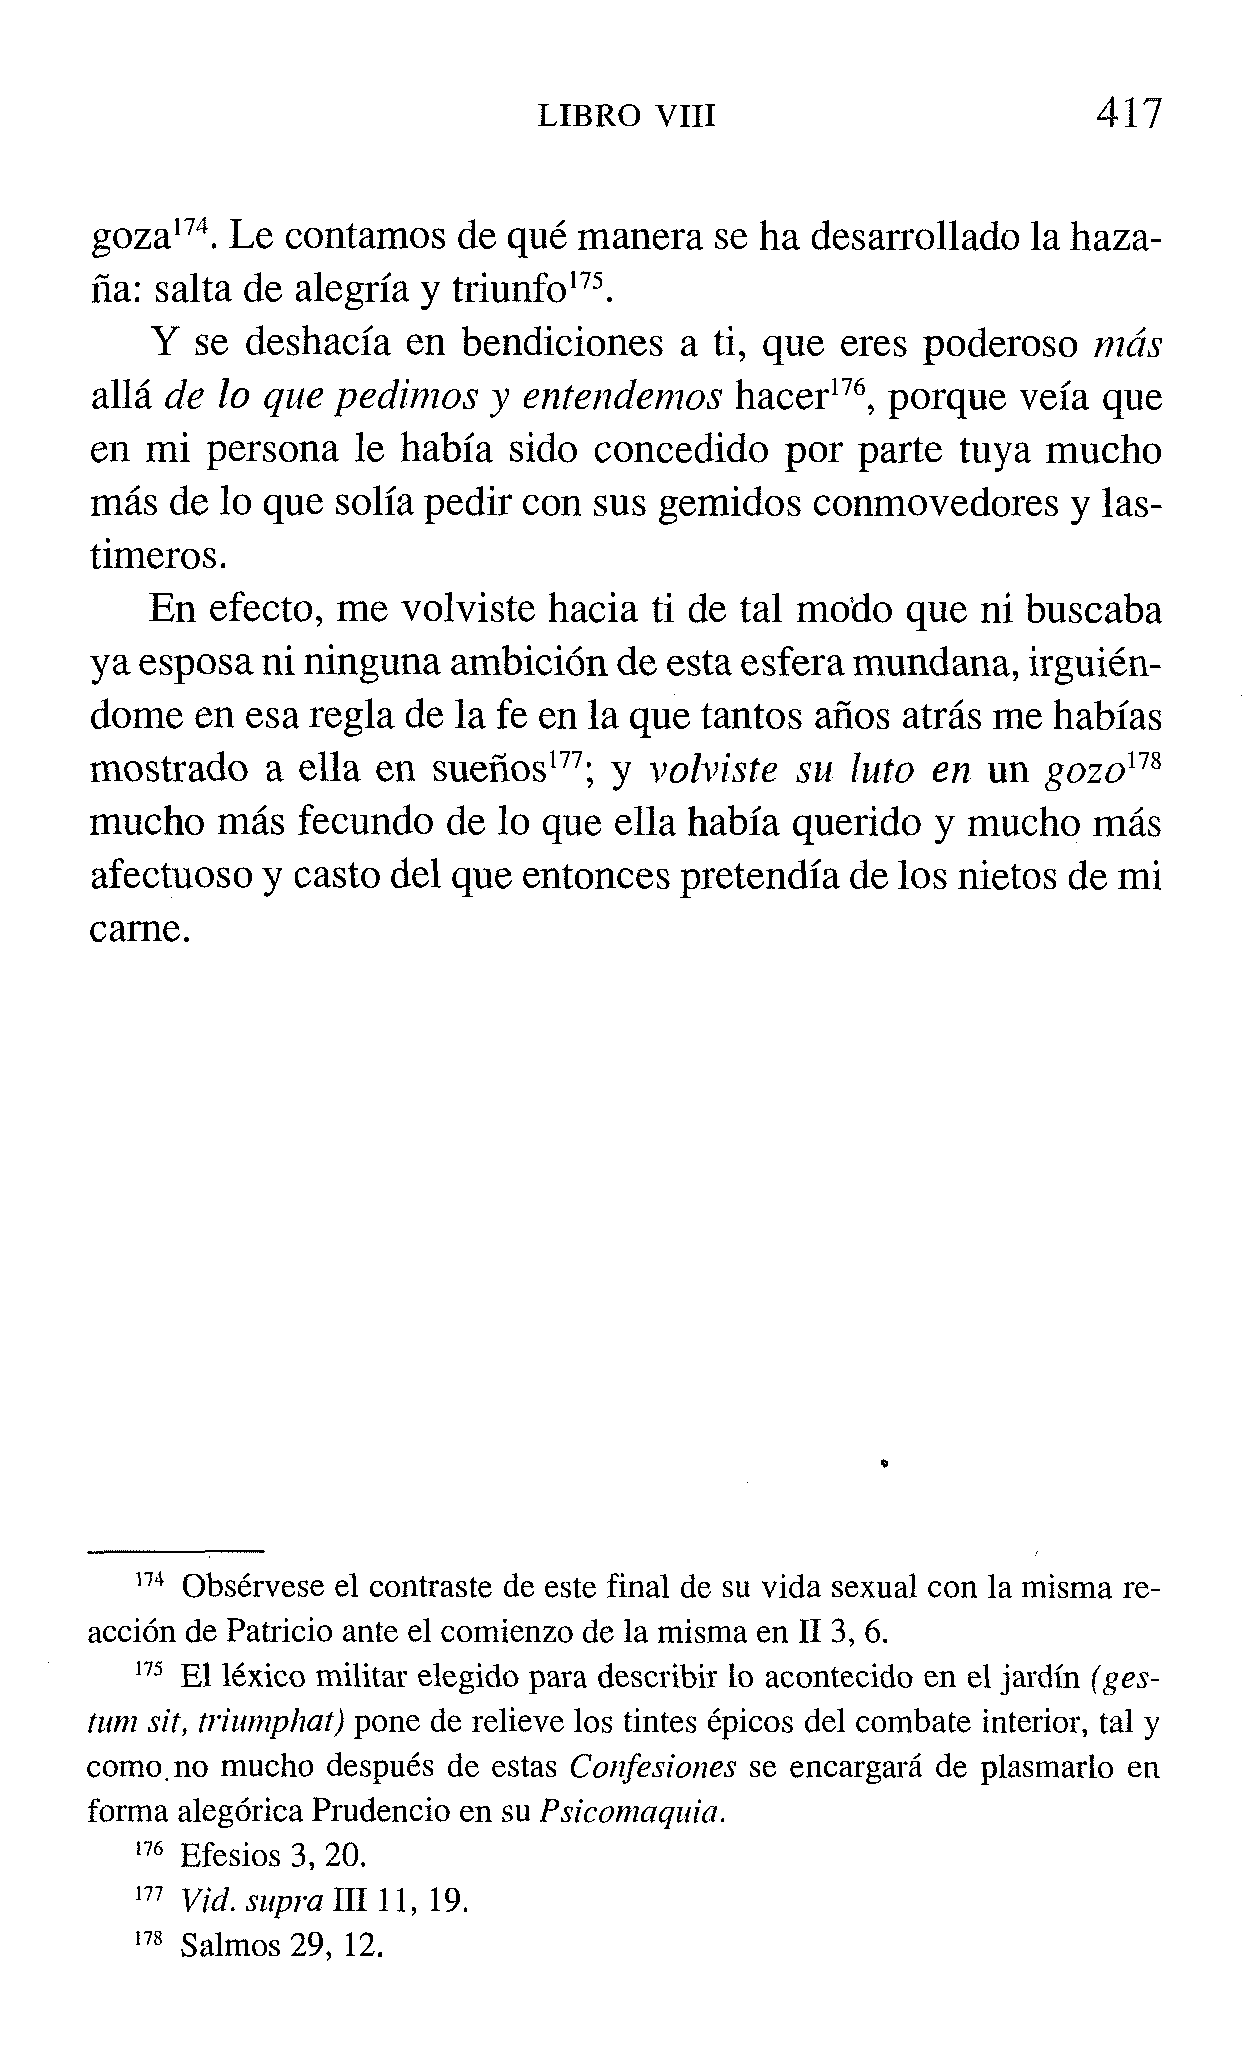 LIBRO VIII 417
goza¹⁷⁴. Le contamos de qué manera se ha desarrollado la haza-
ña: salta de alegría y triunfo¹⁷⁵.
Y se deshacía en bendiciones a ti, que eres poderoso más
allá de lo que pedimos y entendemos hacer¹⁷⁶, porque veía que
en mi persona le había sido concedido por parte tuya mucho
más de lo que solía pedir con sus gemidos conmovedores y las-
timeros.
En efecto, me volviste hacia ti de tal modo que ni buscaba
ya esposa ni ninguna ambición de esta esfera mundana, irguién-
dome en esa regla de la fe en la que tantos años atrás me habías
mostrado a ella en sueños¹⁷⁷; y volviste su luto en un gozo¹⁷⁸
mucho más fecundo de lo que ella había querido y mucho más
afectuoso y casto del que entonces pretendía de los nietos de mi
carne.
¹⁷⁴ Obsérvese el contraste de este final de su vida sexual con la misma re-
acción de Patricio ante el comienzo de la misma en II 3, 6.
¹⁷⁵ El léxico militar elegido para describir lo acontecido en el jardín (ges-
tum sit, triumphat) pone de relieve los tintes épicos del combate interior, tal y
como no mucho después de estas Confesiones se encargará de plasmarlo en
forma alegórica Prudencio en su Psicomaquia.
¹⁷⁶ Efesios 3, 20.
¹⁷⁷ Vid. supra III 11, 19.
¹⁷⁸ Salmos 29, 12.